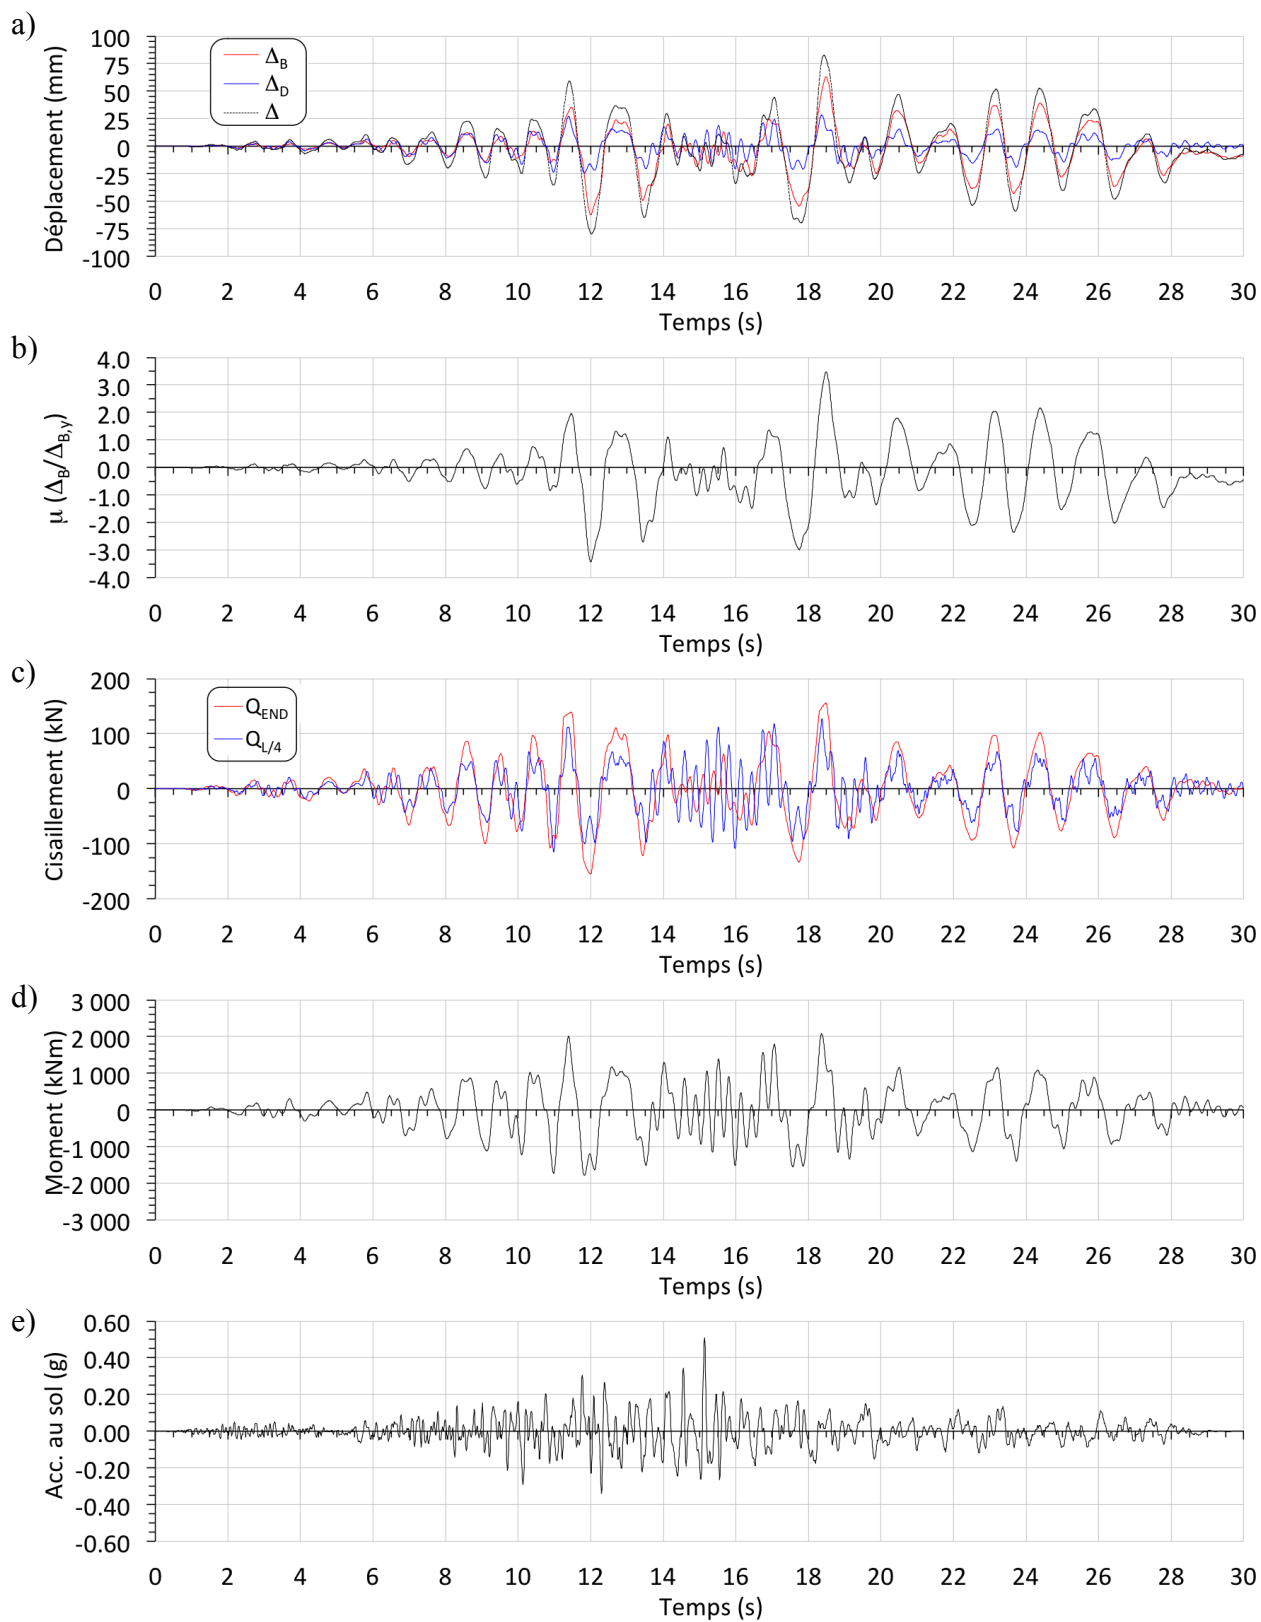 a)
Déplacement (mm)
100
75
50
25
0
-25
-50
-75
-100
Δ_B
Δ_D
Δ
0 2 4 6 8 10 12 14 16 18 20 22 24 26 28 30
Temps (s)
b)
μ (Δ_B/Δ_B,y)
4.0
3.0
2.0
1.0
0.0
-1.0
-2.0
-3.0
-4.0
0 2 4 6 8 10 12 14 16 18 20 22 24 26 28 30
Temps (s)
c)
Cisaillement (kN)
200
100
0
-100
-200
Q_END
Q_L/4
0 2 4 6 8 10 12 14 16 18 20 22 24 26 28 30
Temps (s)
d)
Moment (kNm)
3 000
2 000
1 000
0
-1 000
-2 000
-3 000
0 2 4 6 8 10 12 14 16 18 20 22 24 26 28 30
Temps (s)
e)
Acc. au sol (g)
0.60
0.40
0.20
0.00
-0.20
-0.40
-0.60
0 2 4 6 8 10 12 14 16 18 20 22 24 26 28 30
Temps (s)